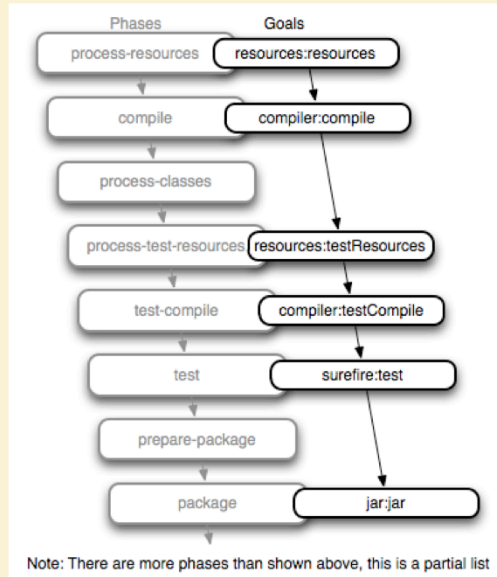 Phases Goals
process-resources resources:resources
compile compiler:compile
process-classes
process-test-resources resources:testResources
test-compile compiler:testCompile
test surefire:test
prepare-package
package jar:jar
Note: There are more phases than shown above, this is a partial list